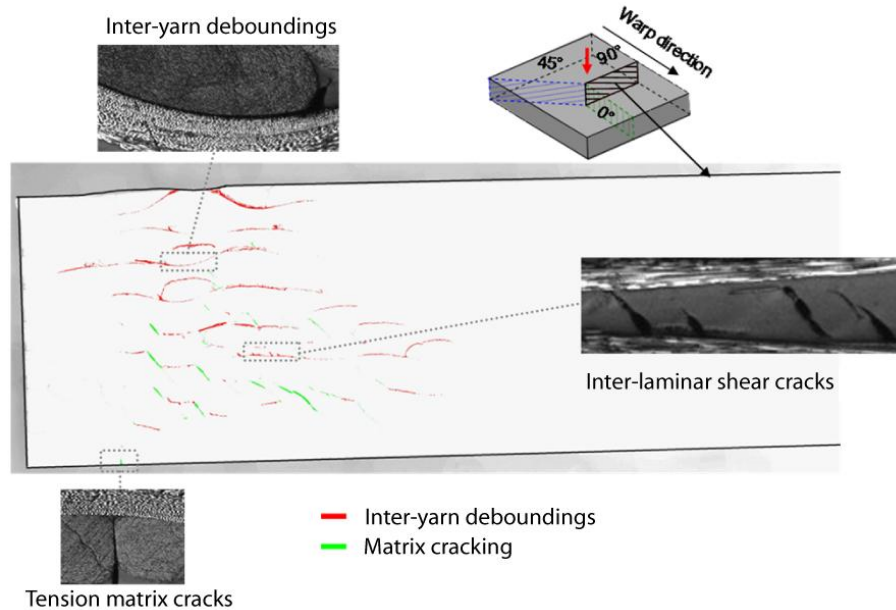 Inter-yarn deboundings
Warp direction
45°
90°
0°
Inter-laminar shear cracks
Inter-yarn deboundings
Matrix cracking
Tension matrix cracks